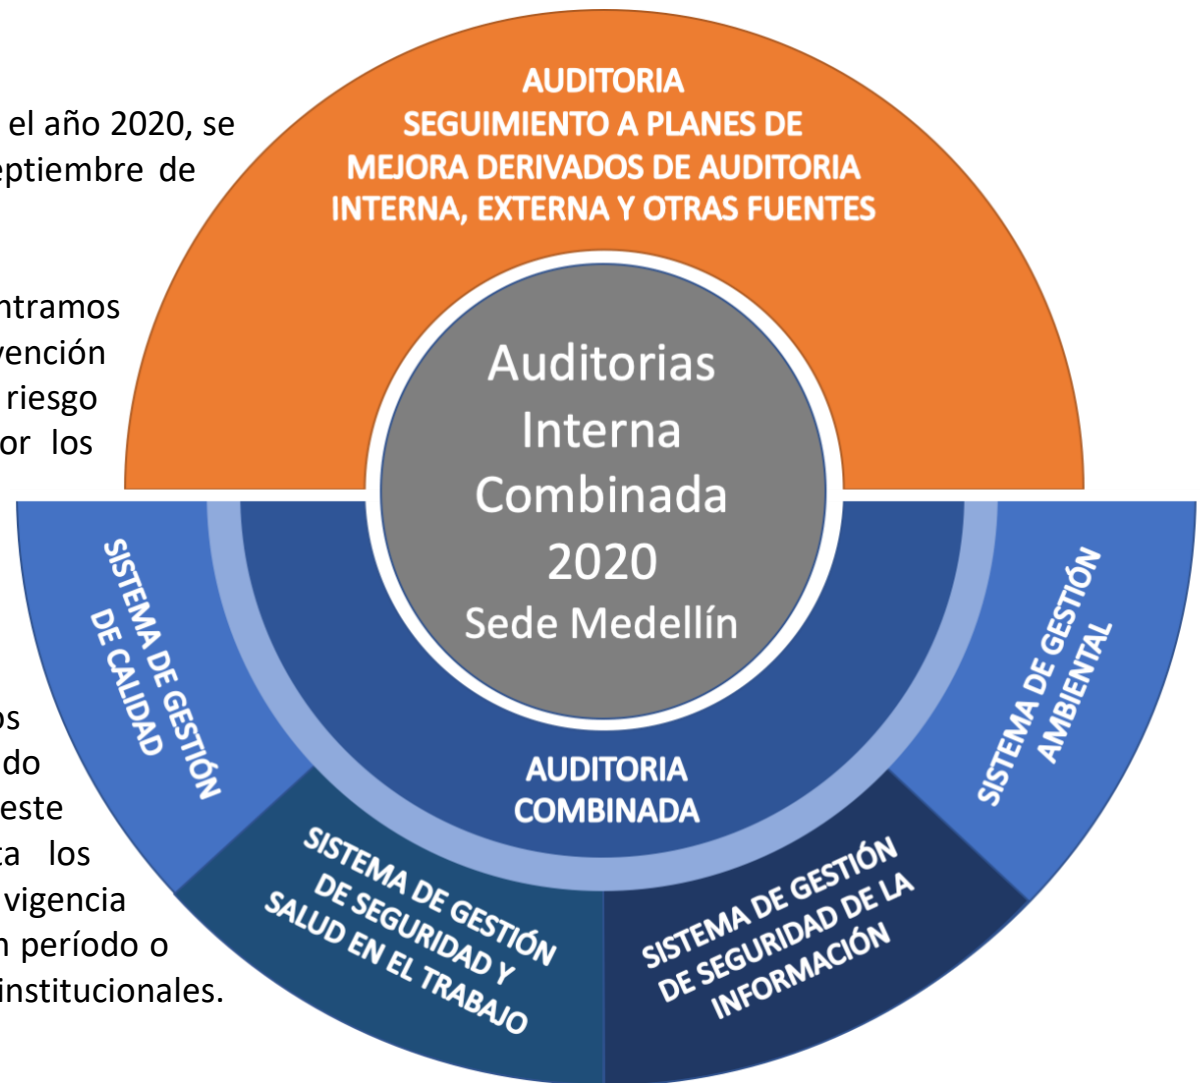 el año 2020, se
eptiembre de
ntramos
vención
riesgo
or los
os
do
este
ta los
vigencia
n período o
institucionales.
AUDITORIA
SEGUIMIENTO A PLANES DE
MEJORA DERIVADOS DE AUDITORIA
INTERNA, EXTERNA Y OTRAS FUENTES
Auditorias
Interna
Combinada
2020
Sede Medellín
AUDITORIA
COMBINADA
SISTEMA DE GESTIÓN
DE CALIDAD
SISTEMA DE GESTIÓN
DE SEGURIDAD Y
SALUD EN EL TRABAJO
SISTEMA DE GESTIÓN
DE SEGURIDAD DE LA
INFORMACIÓN
SISTEMA DE GESTIÓN
AMBIENTAL